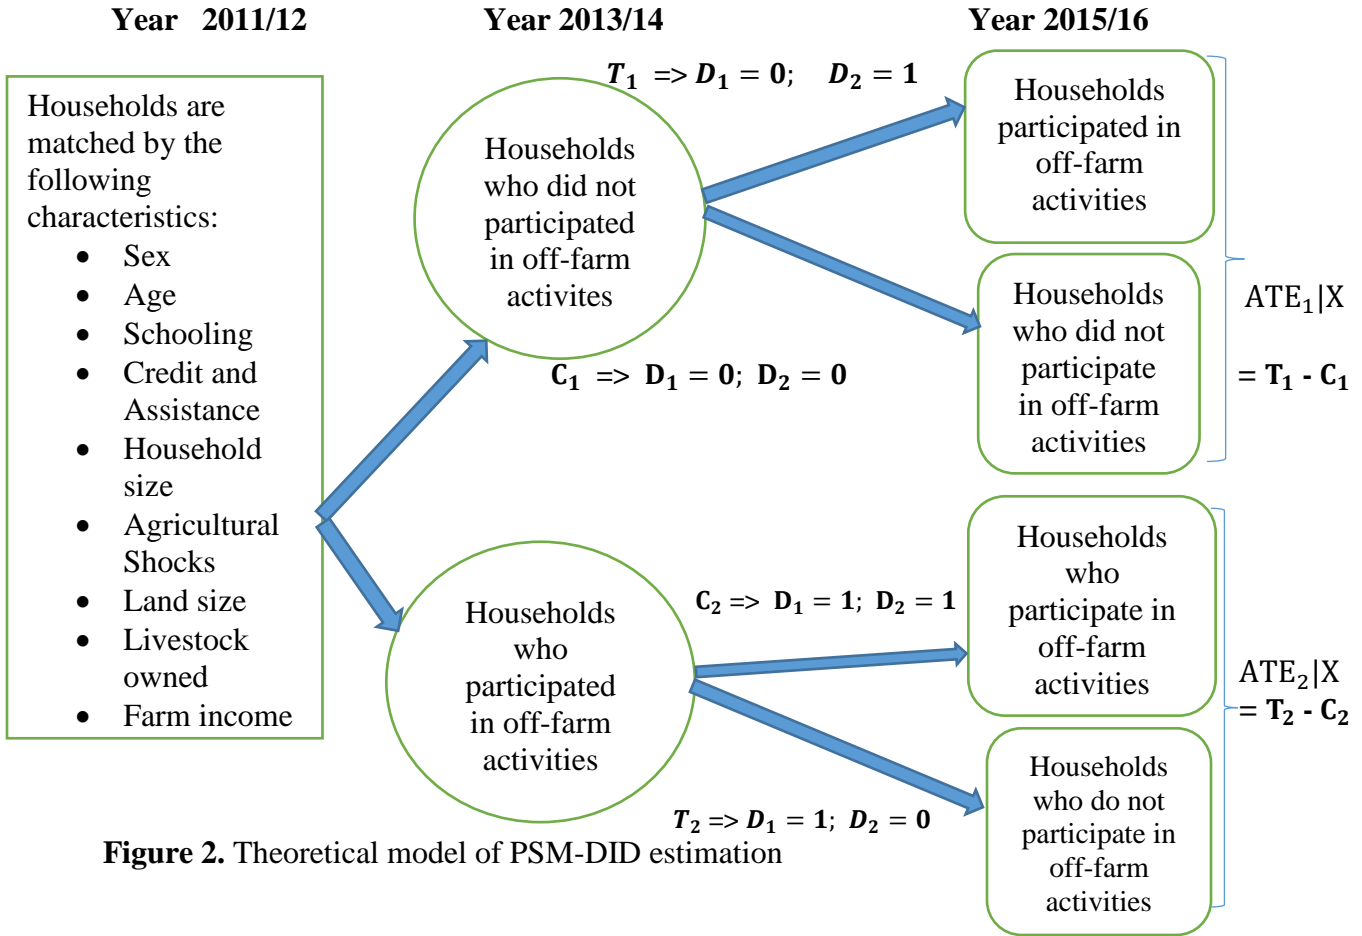 Year 2011/12
Year 2013/14
Year 2015/16
Households are
matched by the
following
characteristics:
• Sex
• Age
• Schooling
• Credit and
Assistance
• Household
size
• Agricultural
Shocks
• Land size
• Livestock
owned
• Farm income
Households
who did not
participated
in off-farm
activites
T₁ => D₁ = 0; D₂ = 1
C₁ => D₁ = 0; D₂ = 0
Households
participated in
off-farm
activities
Households
who did not
participate
in off-farm
activities
ATE₁|X
= T₁ - C₁
Households
who
participated
in off-farm
activities
C₂ => D₁ = 1; D₂ = 1
T₂ => D₁ = 1; D₂ = 0
Households
who
participate in
off-farm
activities
Households
who do not
participate in
off-farm
activities
ATE₂|X
= T₂ - C₂
Figure 2. Theoretical model of PSM-DID estimation